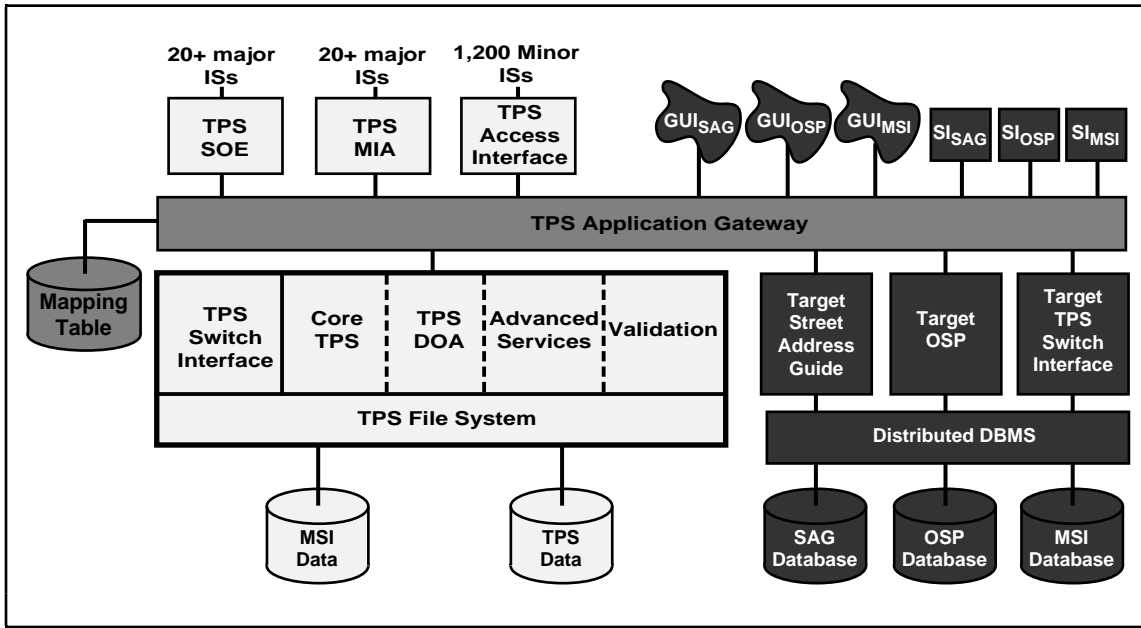 20+ major
ISs
20+ major
ISs
1,200 Minor
ISs
TPS
SOE
TPS
MIA
TPS
Access
Interface
GUISAG
GUIOSP
GUIMSI
SISAG
SIOSP
SIMSI
TPS Application Gateway
Mapping
Table
TPS
Switch
Interface
Core
TPS
TPS
DOA
Advanced
Services
Validation
Target
Street
Address
Guide
Target
OSP
Target
TPS
Switch
Interface
TPS File System
Distributed DBMS
MSI
Data
TPS
Data
SAG
Database
OSP
Database
MSI
Database